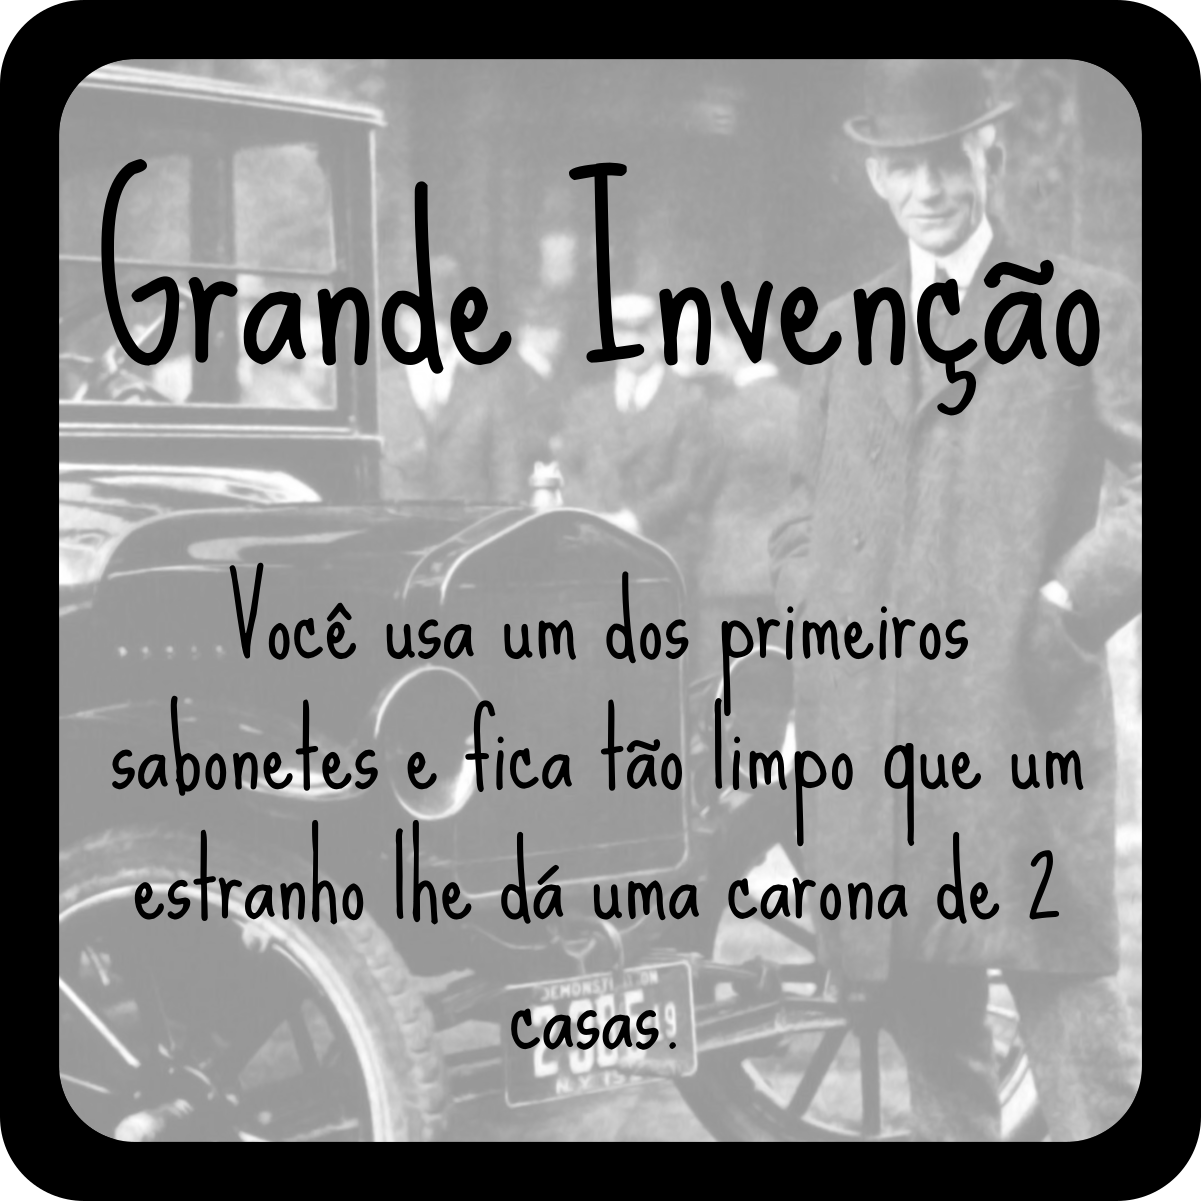 Grande Invenção
Você usa um dos primeiros
sabonetes e fica tão limpo que um
estranho lhe dá uma carona de 2
casas.